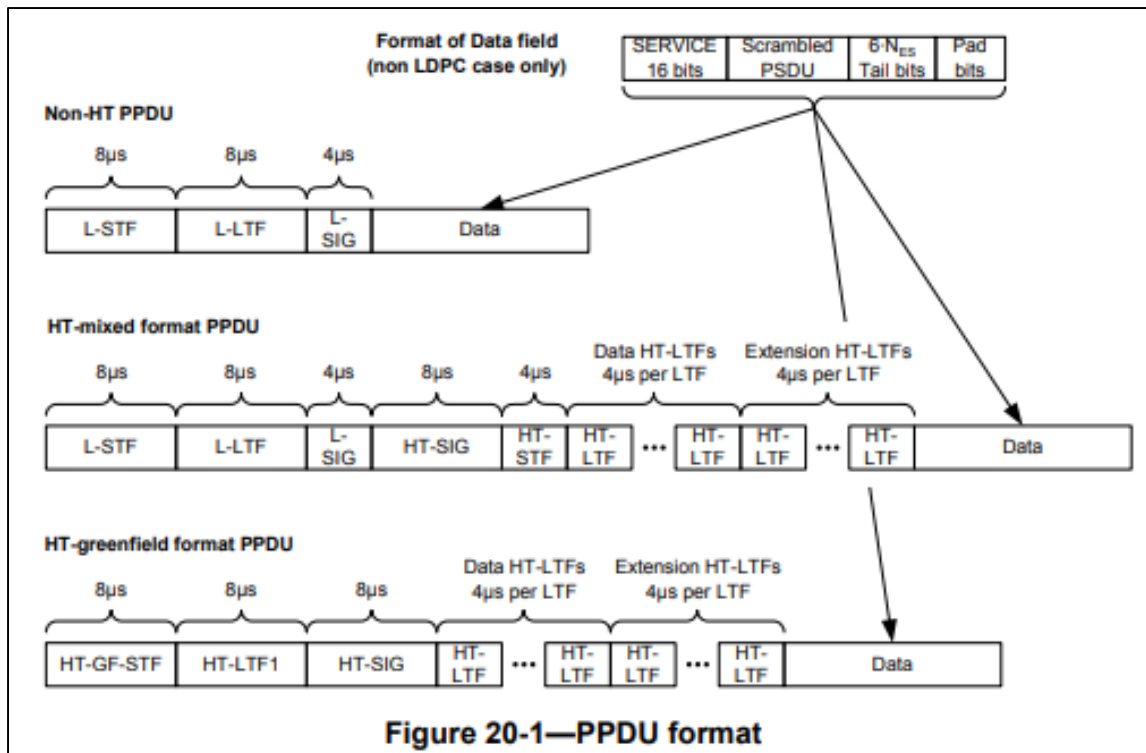 Format of Data field
(non LDPC case only)
SERVICE
16 bits
Scrambled
PSDU
6·NES
Tail bits
Pad
bits
Non-HT PPDU
8µs
8µs
4µs
L-STF
L-LTF
L-
SIG
Data
HT-mixed format PPDU
Data HT-LTFs
4µs per LTF
Extension HT-LTFs
4µs per LTF
8µs
8µs
4µs
8µs
4µs
L-STF
L-LTF
L-
SIG
HT-SIG
HT-
STF
HT-
LTF
•••
HT-
LTF
HT-
LTF
•••
HT-
LTF
Data
HT-greenfield format PPDU
Data HT-LTFs
4µs per LTF
Extension HT-LTFs
4µs per LTF
8µs
8µs
8µs
HT-GF-STF
HT-LTF1
HT-SIG
HT-
LTF
•••
HT-
LTF
HT-
LTF
•••
HT-
LTF
Data
Figure 20-1—PPDU format